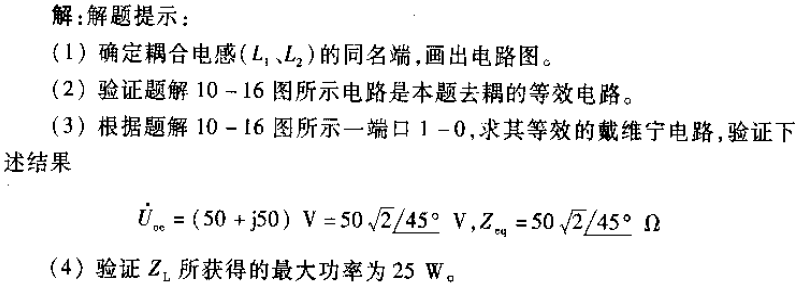 解:解题提示:
(1) 确定耦合电感(L₁、L₂)的同名端,画出电路图。
(2) 验证题解 10-16 图所示电路是本题去耦的等效电路。
(3) 根据题解 10-16 图所示一端口 1-0,求其等效的戴维宁电路,验证下
述结果
U̇ₒc = (50 + j50) V = 50√2/45° V, Z_eq = 50√2/45° Ω
(4) 验证 Z_L 所获得的最大功率为 25 W。